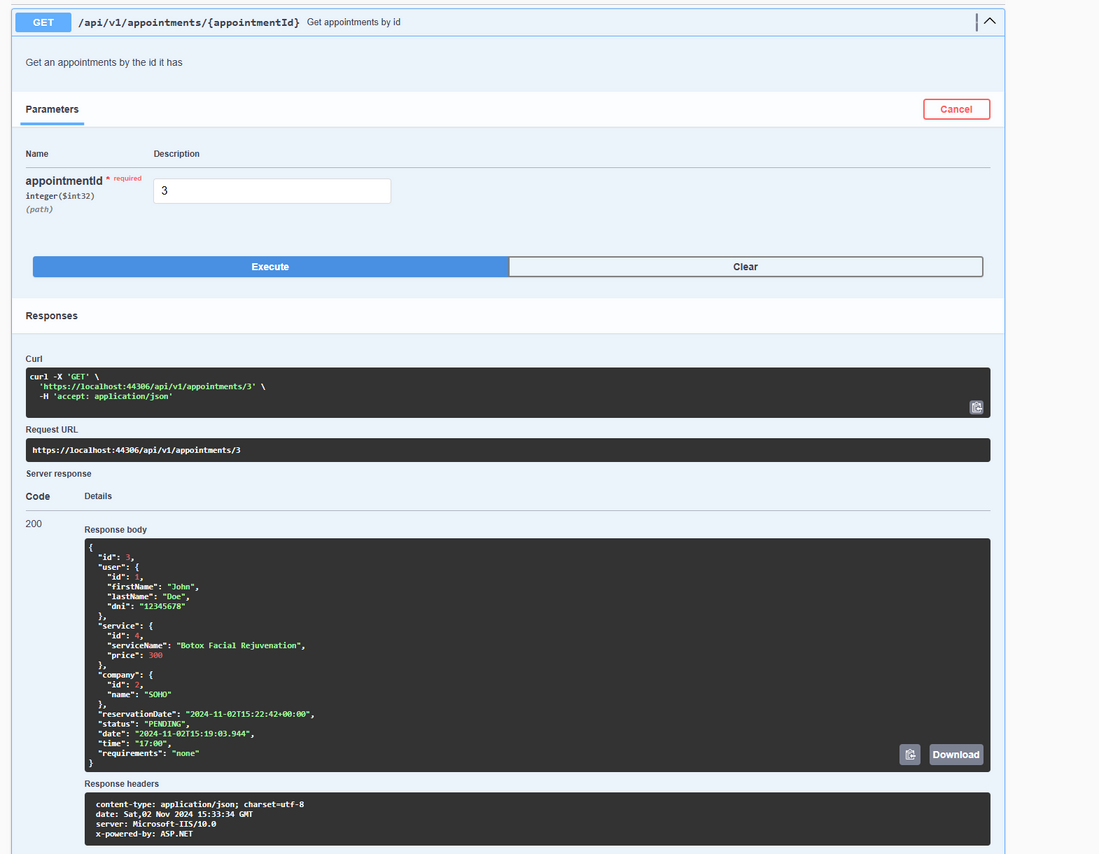 GET /api/v1/appointments/{appointmentId} Get appointments by id
Get an appointments by the id it has
Parameters Cancel
Name Description
appointmentId * required
3
integer($int32)
(path)
Execute Clear
Responses
Curl
curl -X 'GET' \
'https://localhost:44306/api/v1/appointments/3' \
-H 'accept: application/json'
Request URL
https://localhost:44306/api/v1/appointments/3
Server response
Code Details
200
Response body
{
"id": 3,
"user": {
"id": 1,
"firstName": "John",
"lastName": "Doe",
"dni": "12345678"
},
"service": {
"id": 4,
"serviceName": "Botox Facial Rejuvenation",
"price": 300
},
"company": {
"id": 2,
"name": "SOHO"
},
"reservationDate": "2024-11-02T15:22:42+00:00",
"status": "PENDING",
"date": "2024-11-02T15:19:03.944",
"time": "17:00",
"requirements": "none"
}
Download
Response headers
content-type: application/json; charset=utf-8
date: Sat,02 Nov 2024 15:33:34 GMT
server: Microsoft-IIS/10.0
x-powered-by: ASP.NET